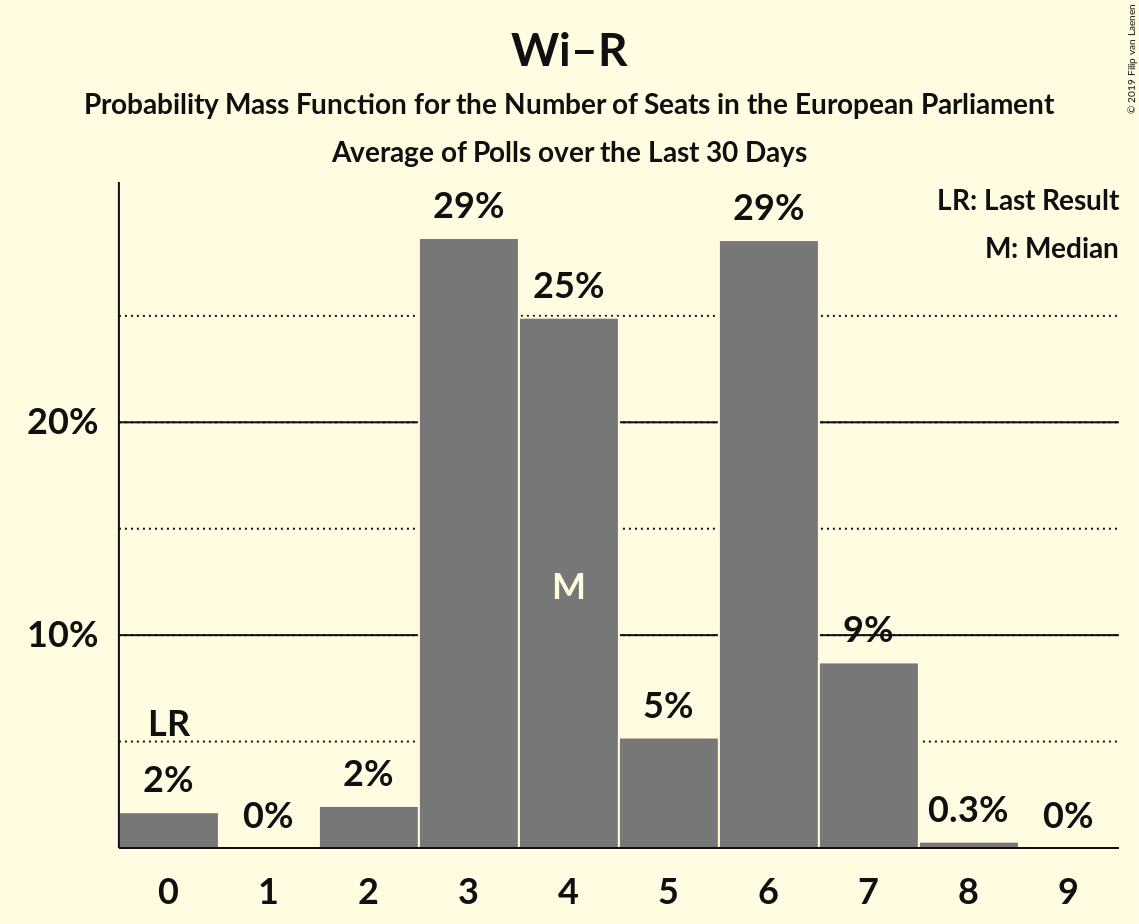 Wi–R
Probability Mass Function for the Number of Seats in the European Parliament
Average of Polls over the Last 30 Days
© 2019 Filip van Laenen
LR: Last Result
M: Median
29%
25%
29%
20%
M
10%
9%
5%
LR
2%
0%
2%
0.3%
0%
0 1 2 3 4 5 6 7 8 9